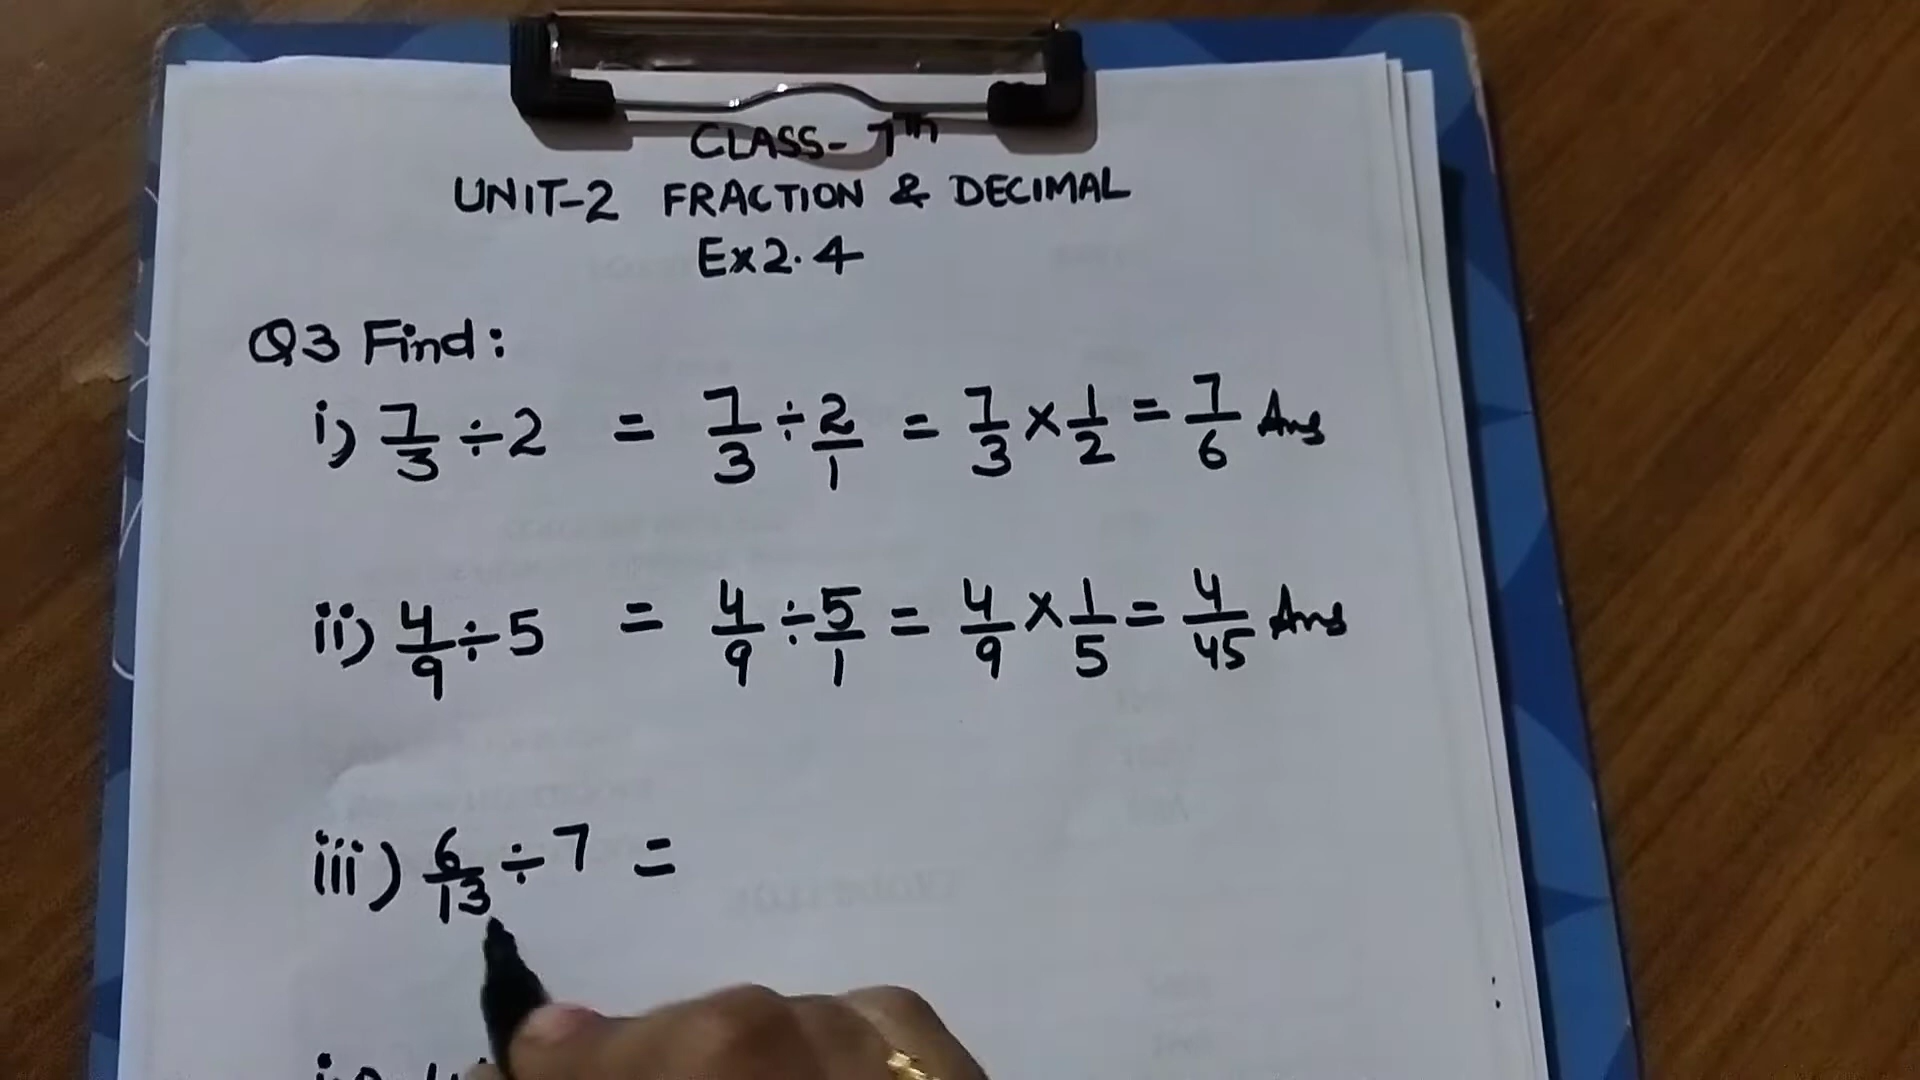 CLASS- 7th
UNIT-2 FRACTION & DECIMAL
Ex 2.4
Q3 Find:
i) 7/3 ÷ 2 = 7/3 ÷ 2/1 = 7/3 × 1/2 = 7/6 Ans
ii) 4/9 ÷ 5 = 4/9 ÷ 5/1 = 4/9 × 1/5 = 4/45 Ans
iii) 6/13 ÷ 7 =